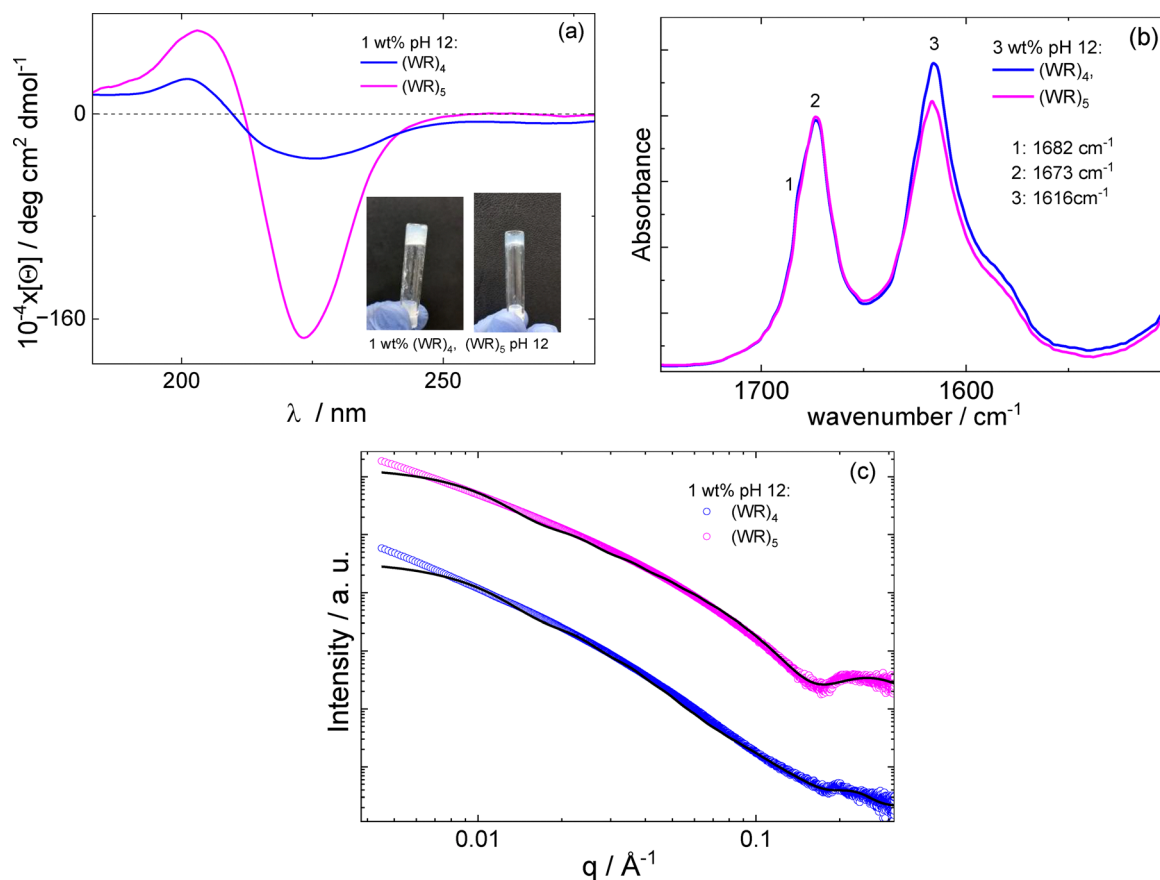 (a)
1 wt% pH 12:
(WR)4
(WR)5
0
−160
10⁻⁴x[Θ] / deg cm² dmol⁻¹
1 wt% (WR)4, (WR)5 pH 12
200
250
λ / nm
(b)
3 wt% pH 12:
(WR)4,
(WR)5
1
2
3
1: 1682 cm⁻¹
2: 1673 cm⁻¹
3: 1616cm⁻¹
Absorbance
1700
1600
wavenumber / cm⁻¹
(c)
1 wt% pH 12:
(WR)4
(WR)5
Intensity / a. u.
0.01
0.1
q / Å⁻¹